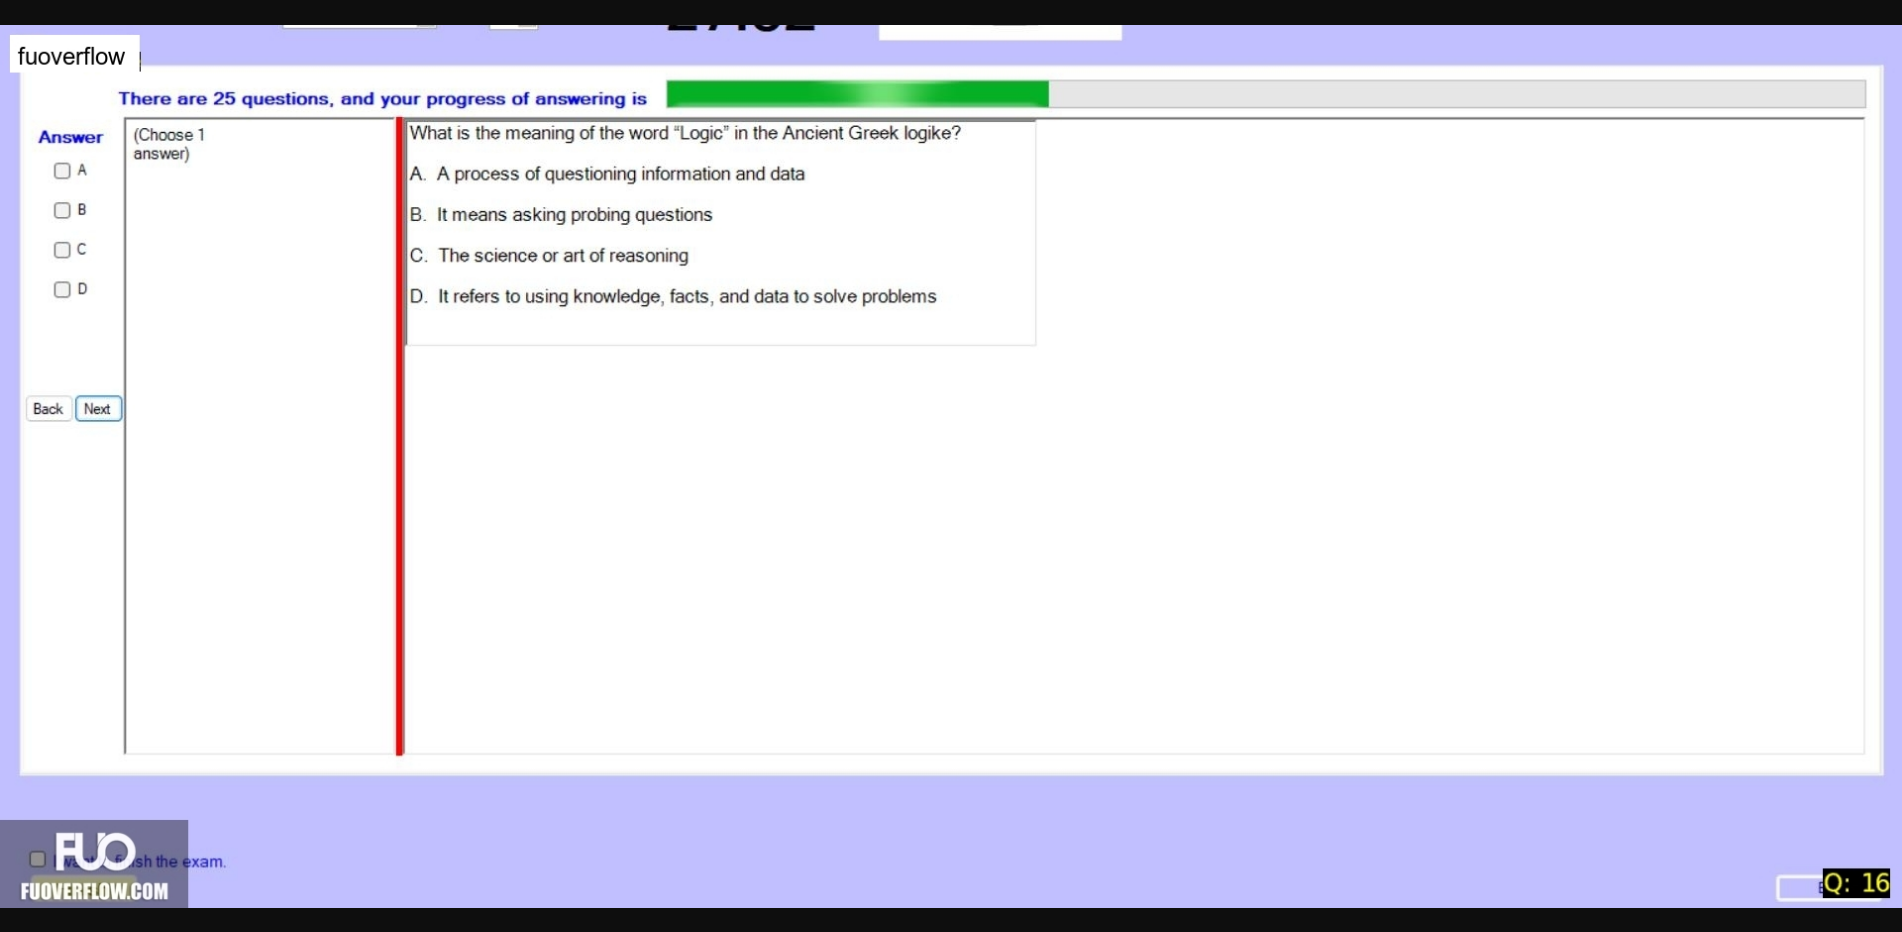 fuoverflow
There are 25 questions, and your progress of answering is
Answer
(Choose 1
answer)
A
B
C
D
Back Next
What is the meaning of the word “Logic” in the Ancient Greek logike?
A. A process of questioning information and data
B. It means asking probing questions
C. The science or art of reasoning
D. It refers to using knowledge, facts, and data to solve problems
FUO
the exam.
FUOVERFLOW.COM
Q: 16